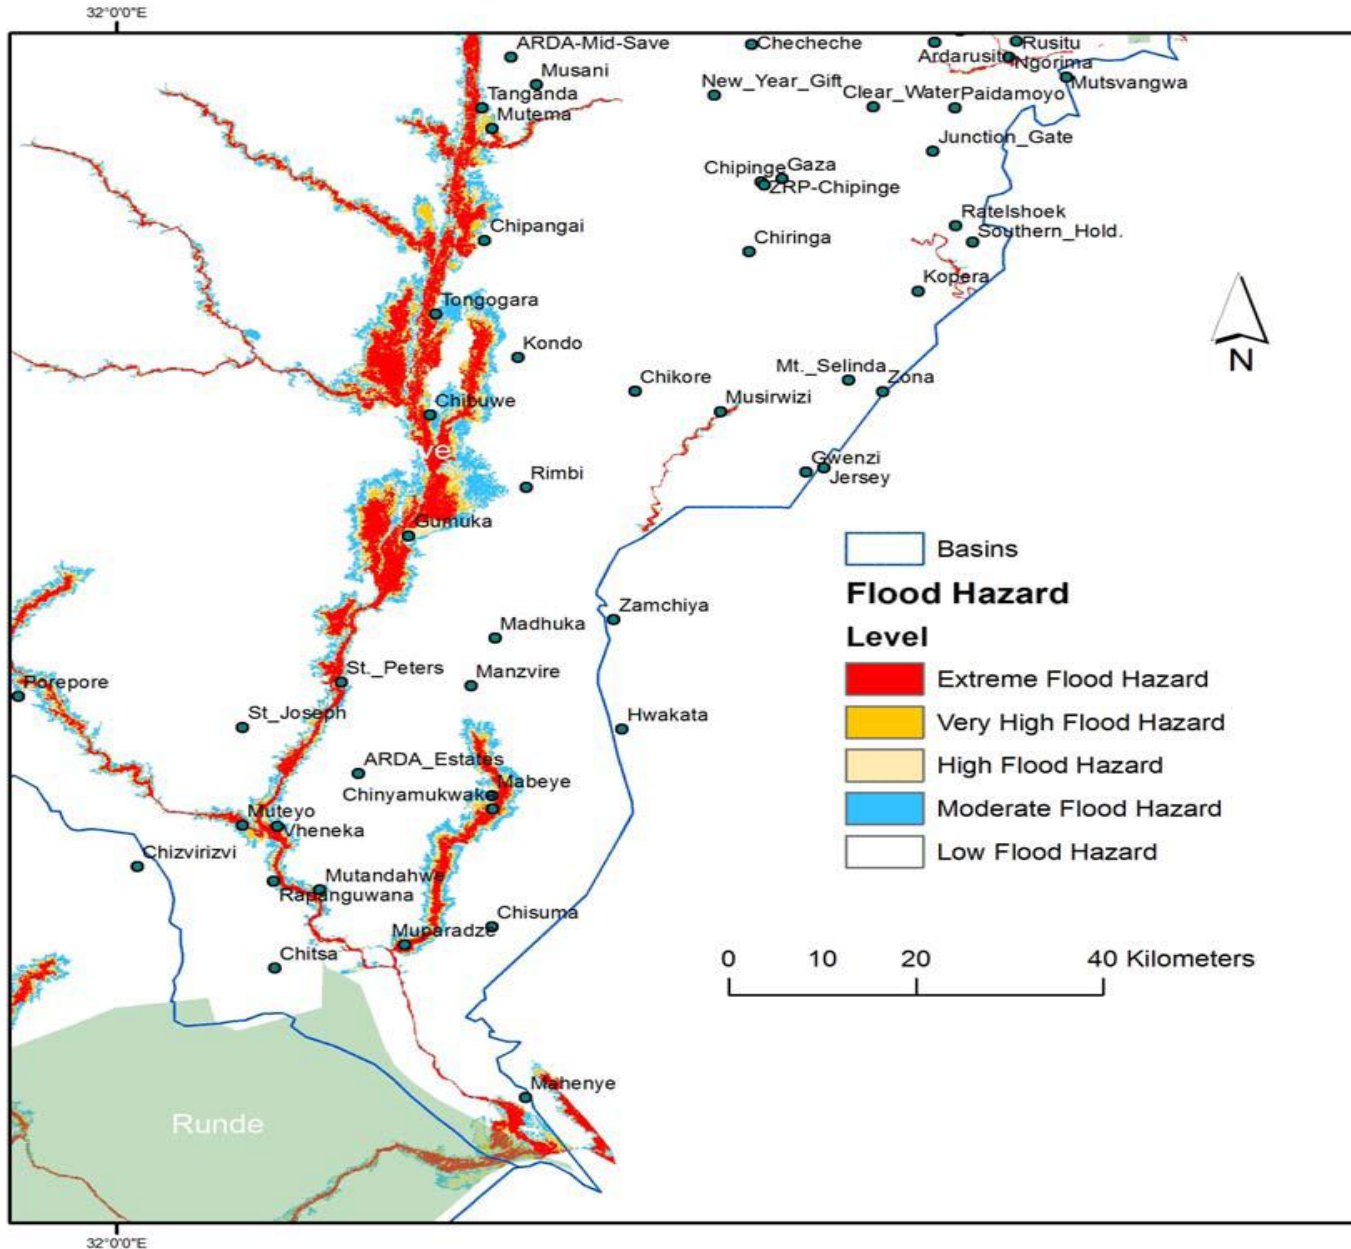 32°0'0"E
ARDA-Mid-Save
Checheche
Rusitu
Ardarusitu
Ngorima
Musani
Mutsvangwa
New_Year_Gift
Tanganda
Clear_Water
Paidamoyo
Mutema
Junction_Gate
Chipinge
Gaza
ZRP-Chipinge
Chipangai
Ratelshoek
Southern_Hold.
Chiringa
Kopera
Tongogara
Kondo
N
Mt._Selinda
Zona
Chikore
Musirwizi
Chibuwe
ve
Gwenzi
Jersey
Rimbi
Gumuka
Basins
Flood Hazard
Level
Zamchiya
Madhuka
St._Peters
Manzvire
Extreme Flood Hazard
Porepore
St_Joseph
Hwakata
Very High Flood Hazard
ARDA_Estates
High Flood Hazard
Mabeye
Chinyamukwake
Moderate Flood Hazard
Muteyo
Vheneka
Chizvirizvi
Low Flood Hazard
Mutandahwe
Rapanguwana
Chisuma
Muparadze
Chitsa
0 10 20 40 Kilometers
Mahenye
Runde
32°0'0"E